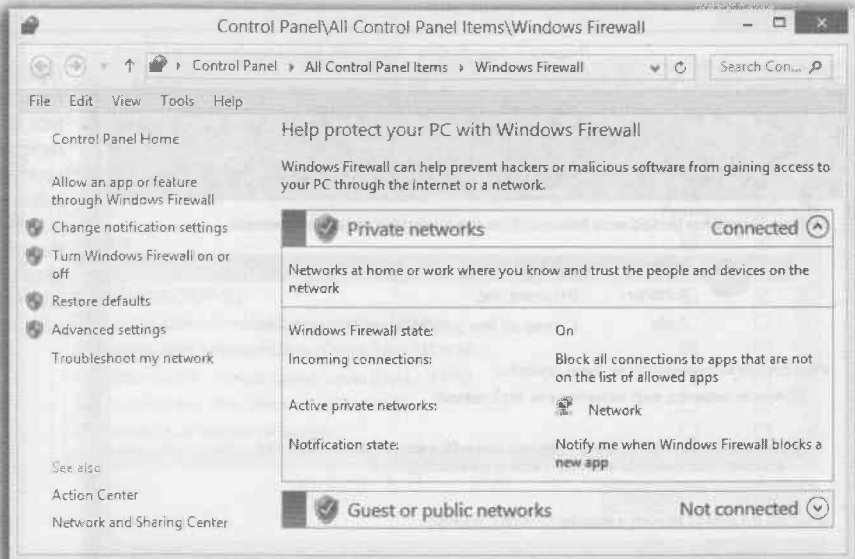 Control Panel\All Control Panel Items\Windows Firewall
Control Panel All Control Panel Items Windows Firewall
Search Con...
File Edit View Tools Help
Control Panel Home
Allow an app or feature
through Windows Firewall
Change notification settings
Turn Windows Firewall on or
off
Restore defaults
Advanced settings
Troubleshoot my network
See also
Action Center
Network and Sharing Center
Help protect your PC with Windows Firewall
Windows Firewall can help prevent hackers or malicious software from gaining access to
your PC through the Internet or a network.
Private networks Connected
Networks at home or work where you know and trust the people and devices on the
network
Windows Firewall state: On
Incoming connections: Block all connections to apps that are not
on the list of allowed apps
Active private networks: Network
Notification state: Notify me when Windows Firewall blocks a
new app
Guest or public networks Not connected